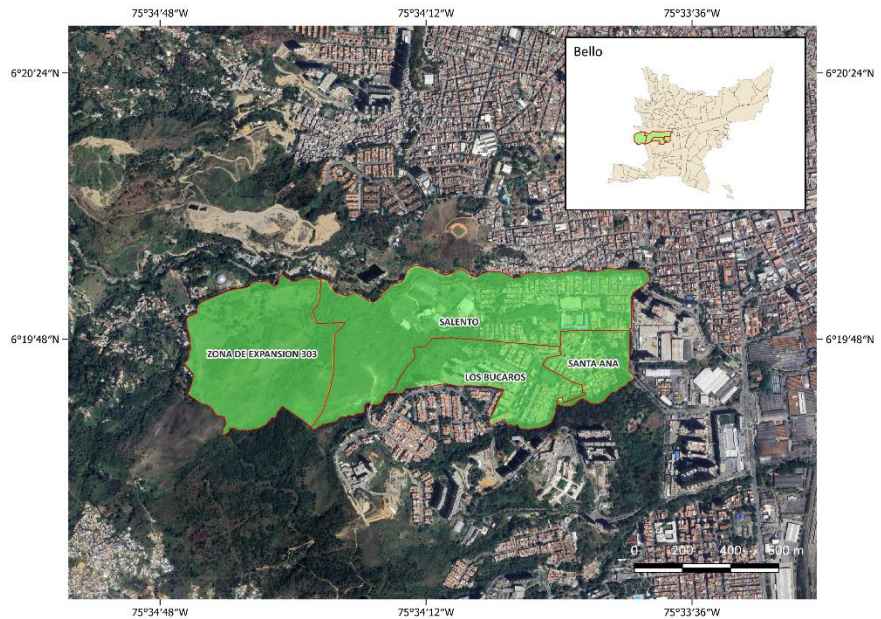 75°34'48"W 75°34'12"W 75°33'36"W
6°20'24"N 6°20'24"N
Bello
6°19'48"N 6°19'48"N
SALENTO
ZONA DE EXPANSION 303
SANTA ANA
LOS BUCAROS
0 200 400 600 m
75°34'48"W 75°34'12"W 75°33'36"W